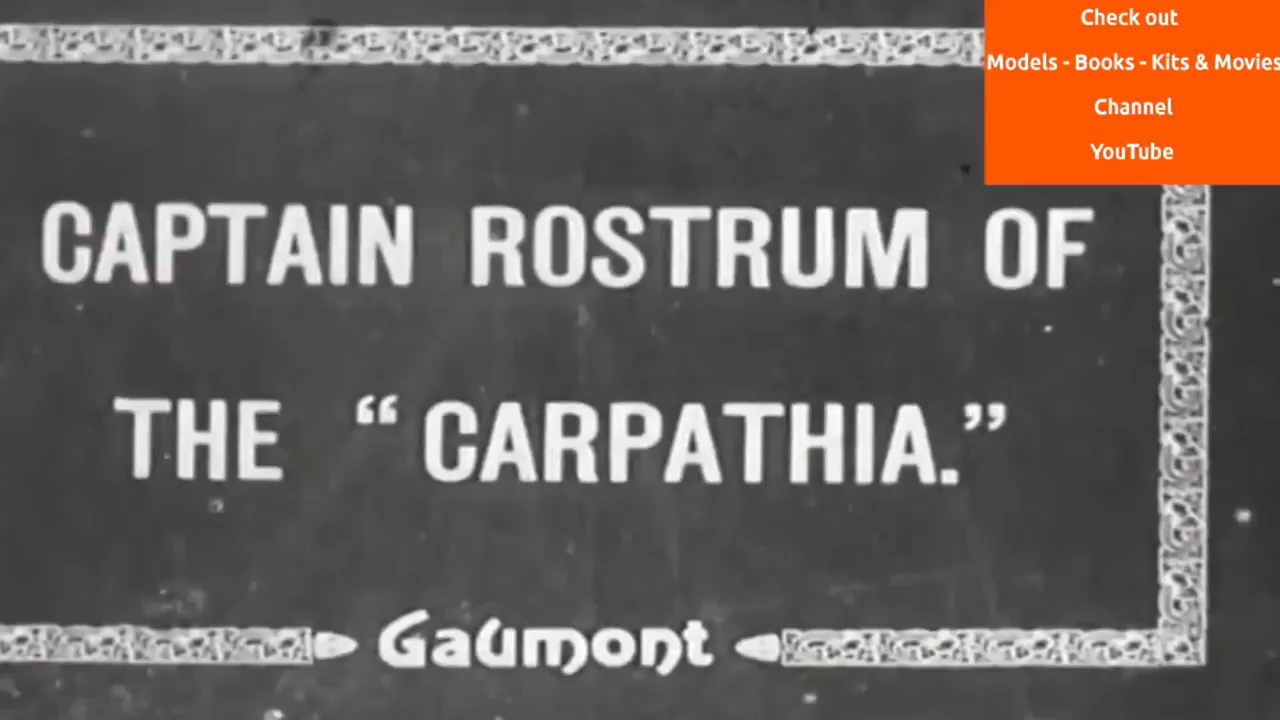 Check out
Models - Books - Kits & Movies
Channel
YouTube
CAPTAIN ROSTRUM OF
THE “CARPATHIA.”
Gaumont